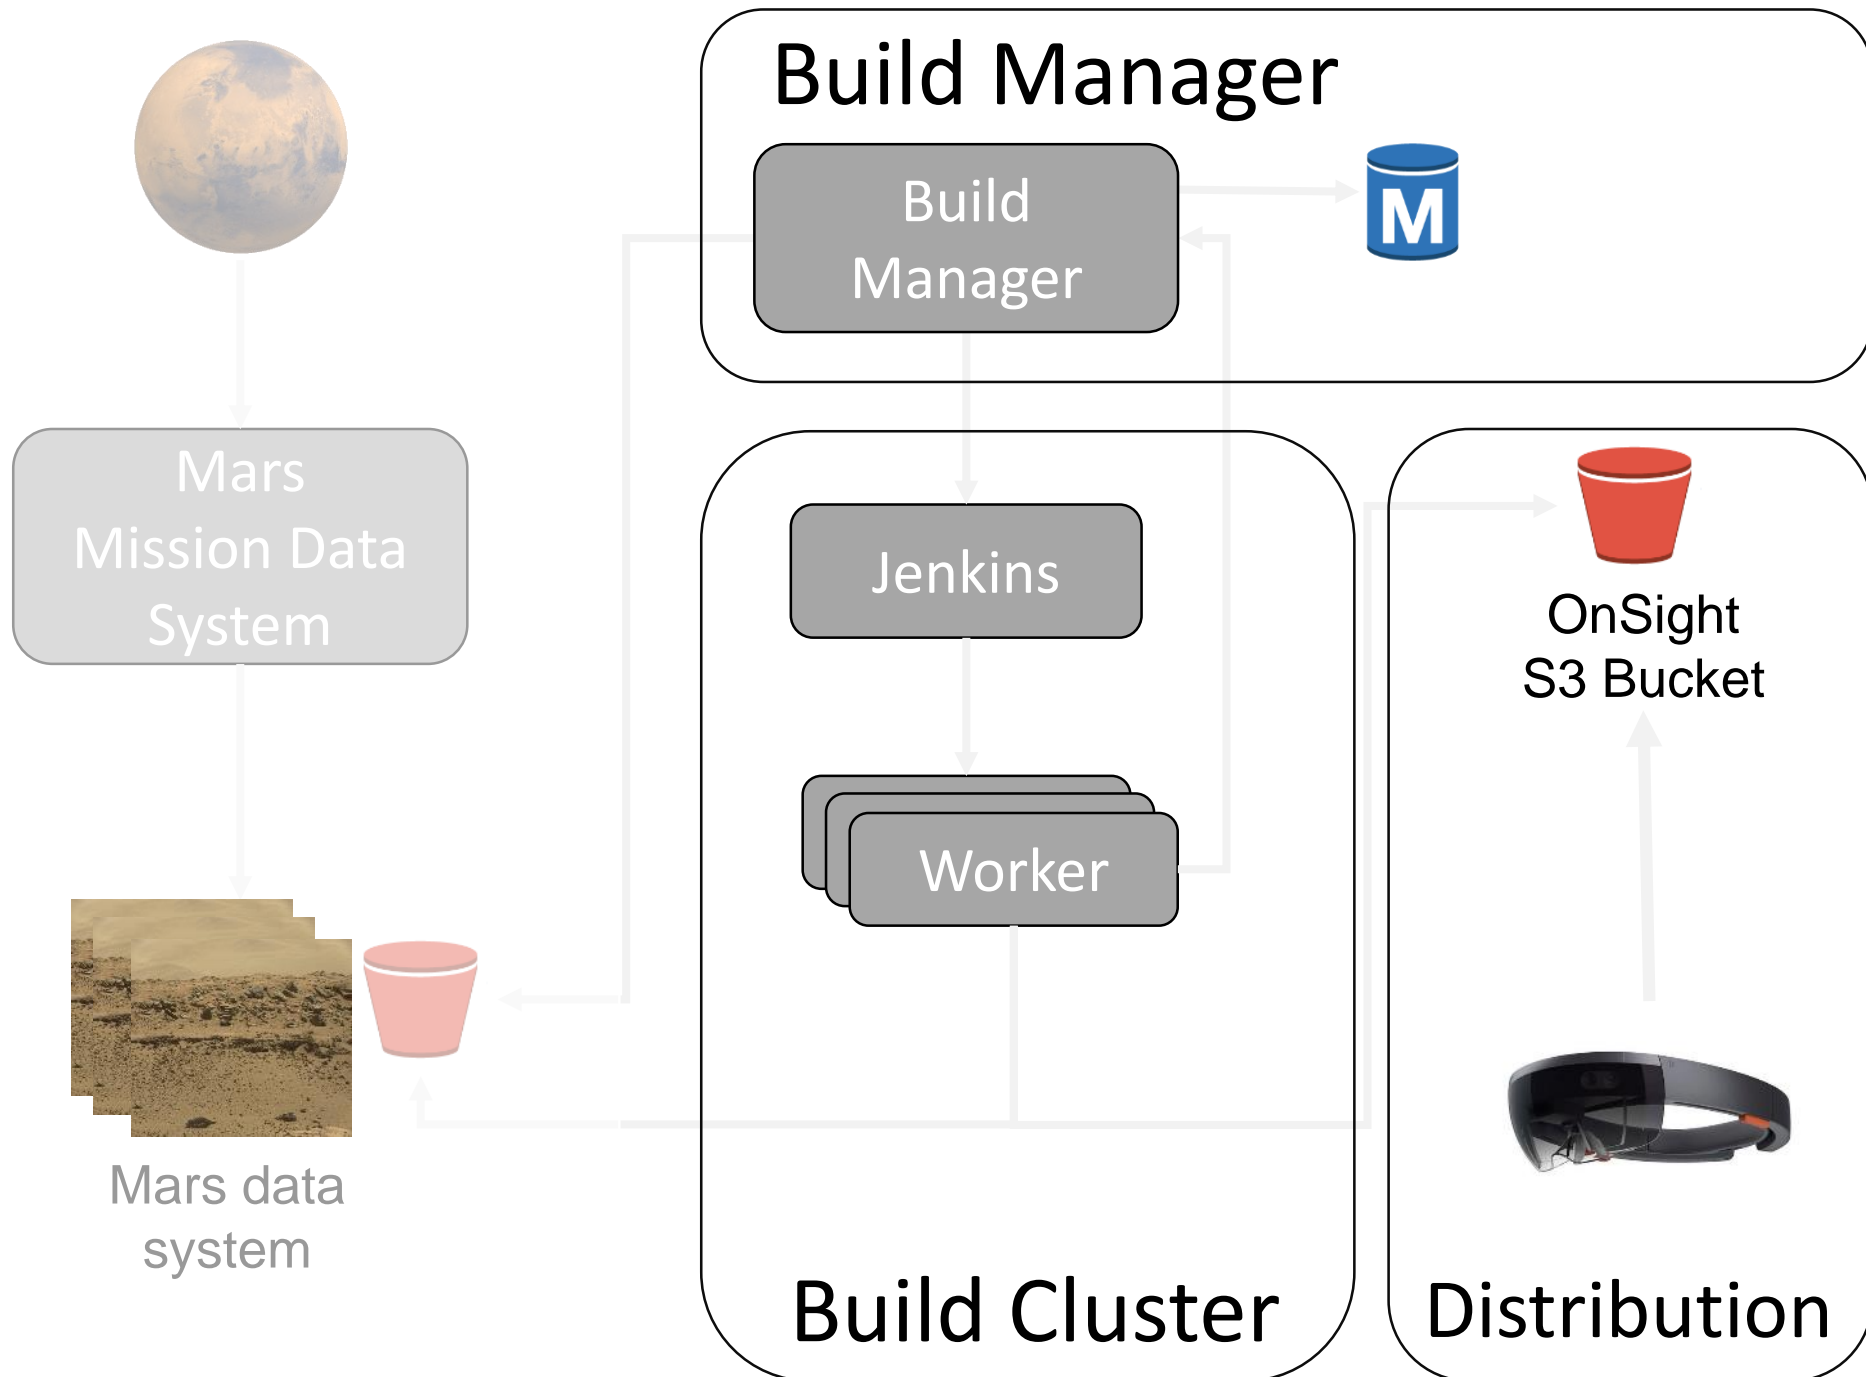 Build Manager
Build
Manager
M
Mars
Mission Data
System
Jenkins
Worker
OnSight
S3 Bucket
Mars data
system
Build Cluster
Distribution